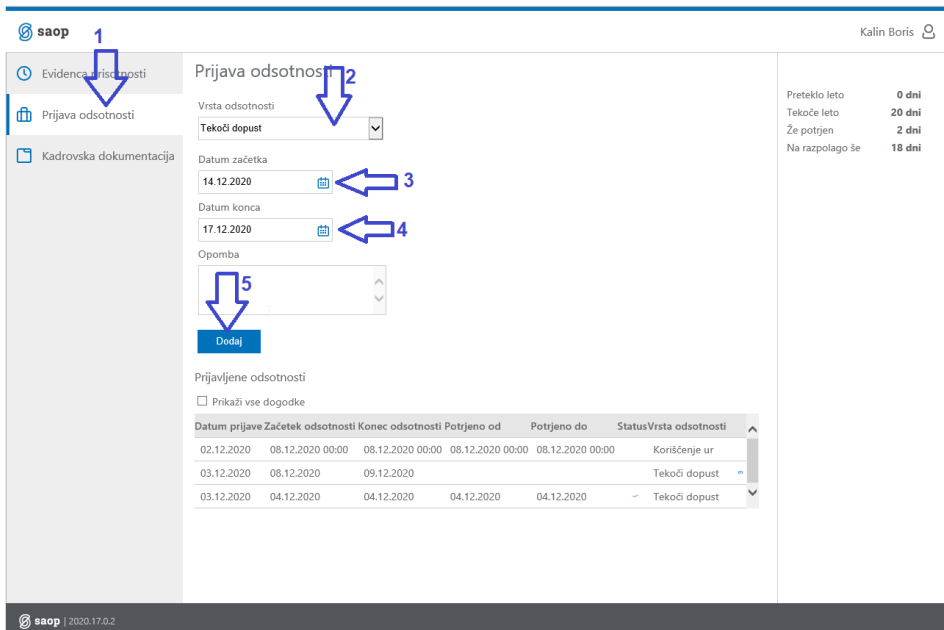 saop
1
Kalin Boris
Evidenca prisotnosti
Prijava odsotnosti
Kadrovska dokumentacija
Prijava odsotnosti
2
Vrsta odsotnosti
Tekoči dopust
Datum začetka
14.12.2020
3
Datum konca
17.12.2020
4
Opomba
5
Dodaj
Preteklo leto 0 dni
Tekoče leto 20 dni
Že potrjen 2 dni
Na razpolago še 18 dni
Prijavljene odsotnosti
Prikaži vse dogodke
Datum prijave Začetek odsotnosti Konec odsotnosti Potrjeno od Potrjeno do Status Vrsta odsotnosti
02.12.2020 08.12.2020 00:00 08.12.2020 00:00 08.12.2020 00:00 08.12.2020 00:00 Koriščenje ur
03.12.2020 08.12.2020 09.12.2020 Tekoči dopust
03.12.2020 04.12.2020 04.12.2020 04.12.2020 04.12.2020 Tekoči dopust
saop | 2020.17.0.2